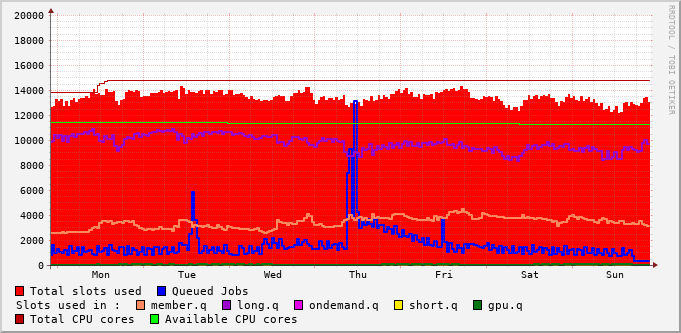 20000
18000
16000
14000
12000
10000
8000
6000
4000
2000
0
Mon Tue Wed Thu Fri Sat Sun
RRDTOOL / TOBI OETIKER
Total slots used Queued Jobs
Slots used in : member.q long.q ondemand.q short.q gpu.q
Total CPU cores Available CPU cores